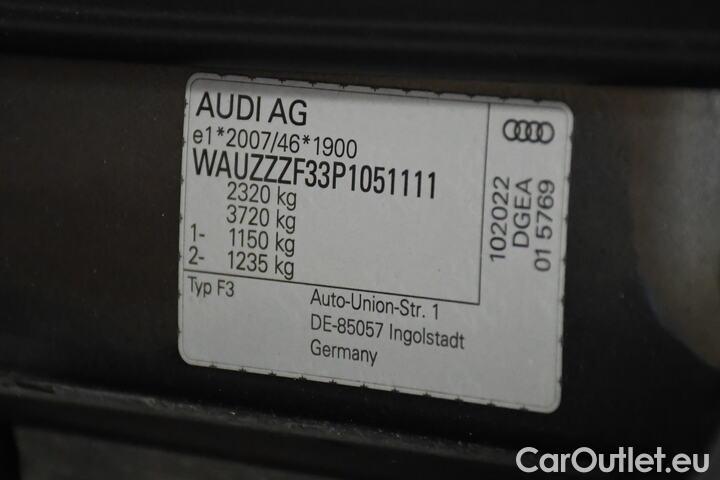 AUDI AG
e1*2007/46*1900
WAUZZZF33P1051111
2320 kg
3720 kg
1- 1150 kg
2- 1235 kg
Typ F3
Auto-Union-Str. 1
DE-85057 Ingolstadt
Germany
102022
DGEA
01 5769
CarOutlet.eu